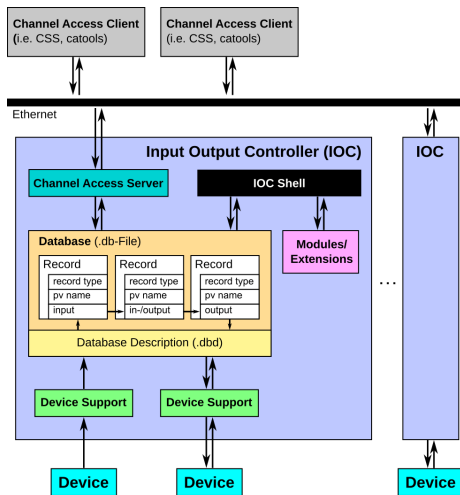 Channel Access Client
(i.e. CSS, catools)
Channel Access Client
(i.e. CSS, catools)
Ethernet
Input Output Controller (IOC)
IOC
Channel Access Server
IOC Shell
Database (.db-File)
Modules/
Extensions
Record
record type
pv name
input
Record
record type
pv name
in-/output
Record
record type
pv name
output
...
Database Description (.dbd)
Device Support
Device Support
Device
Device
Device